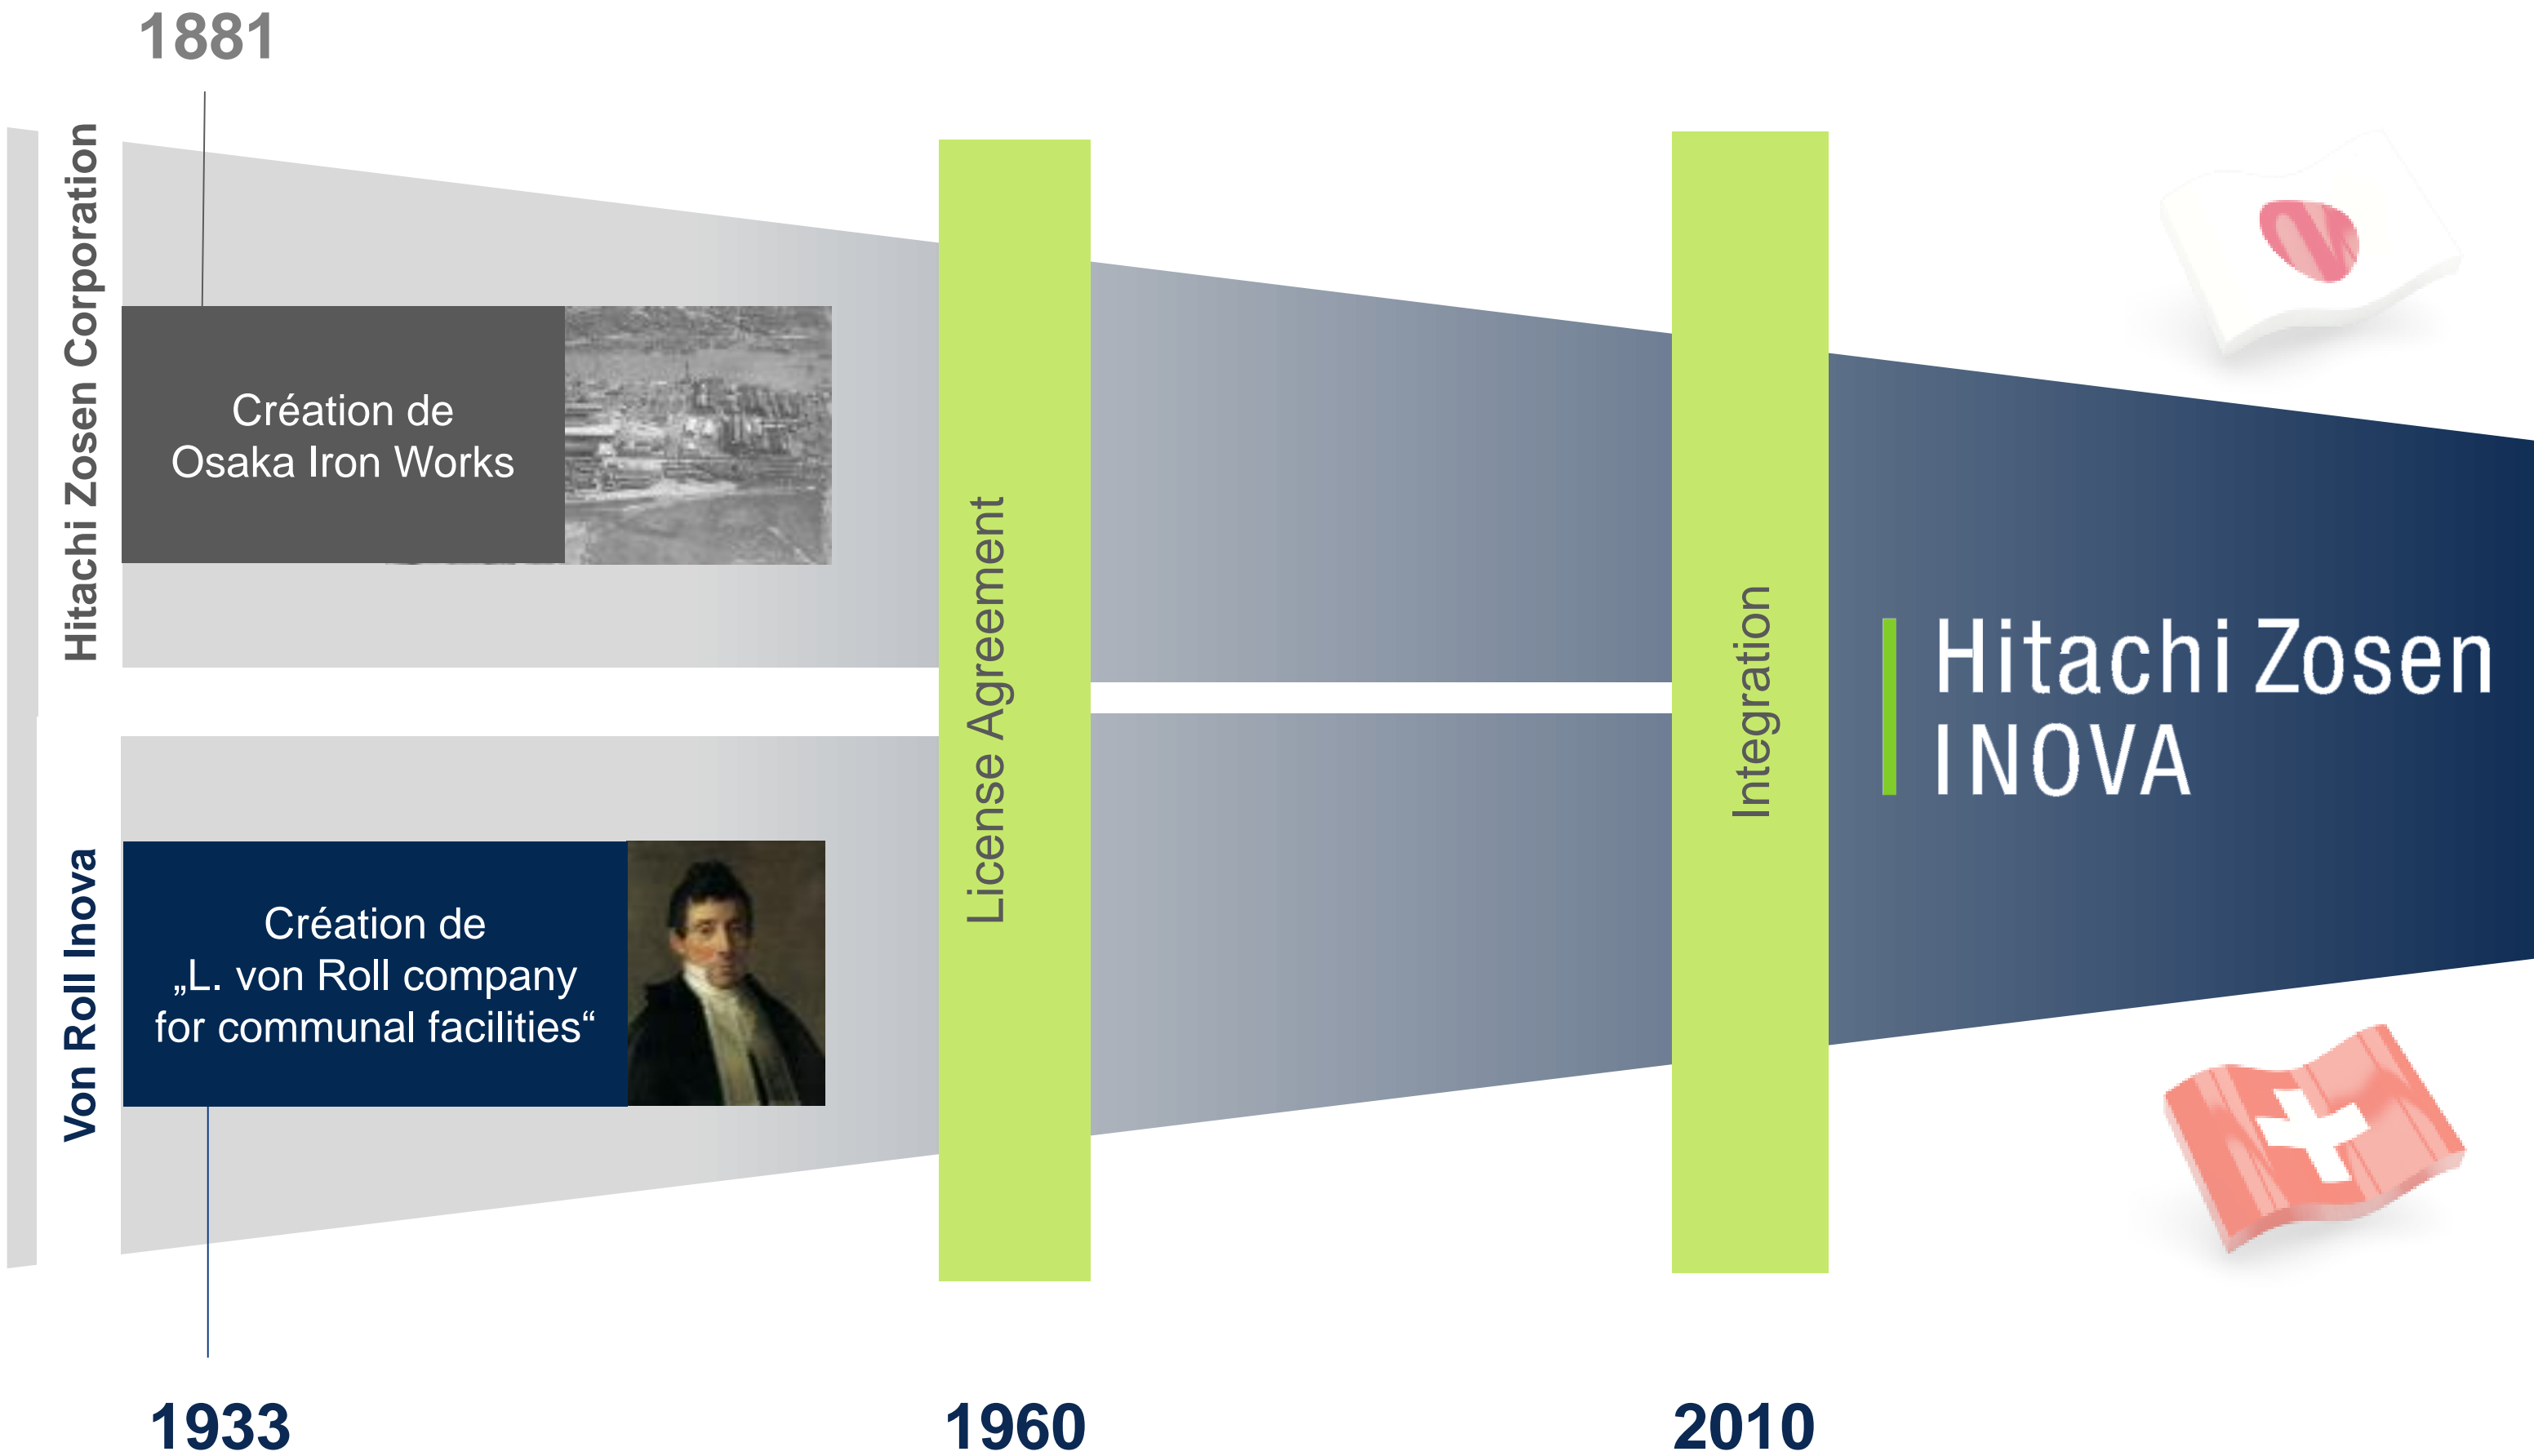 1881
Hitachi Zosen Corporation
Création de
Osaka Iron Works
License Agreement
Integration
Hitachi Zosen
INOVA
Von Roll Inova
Création de
„L. von Roll company
for communal facilities“
1933
1960
2010